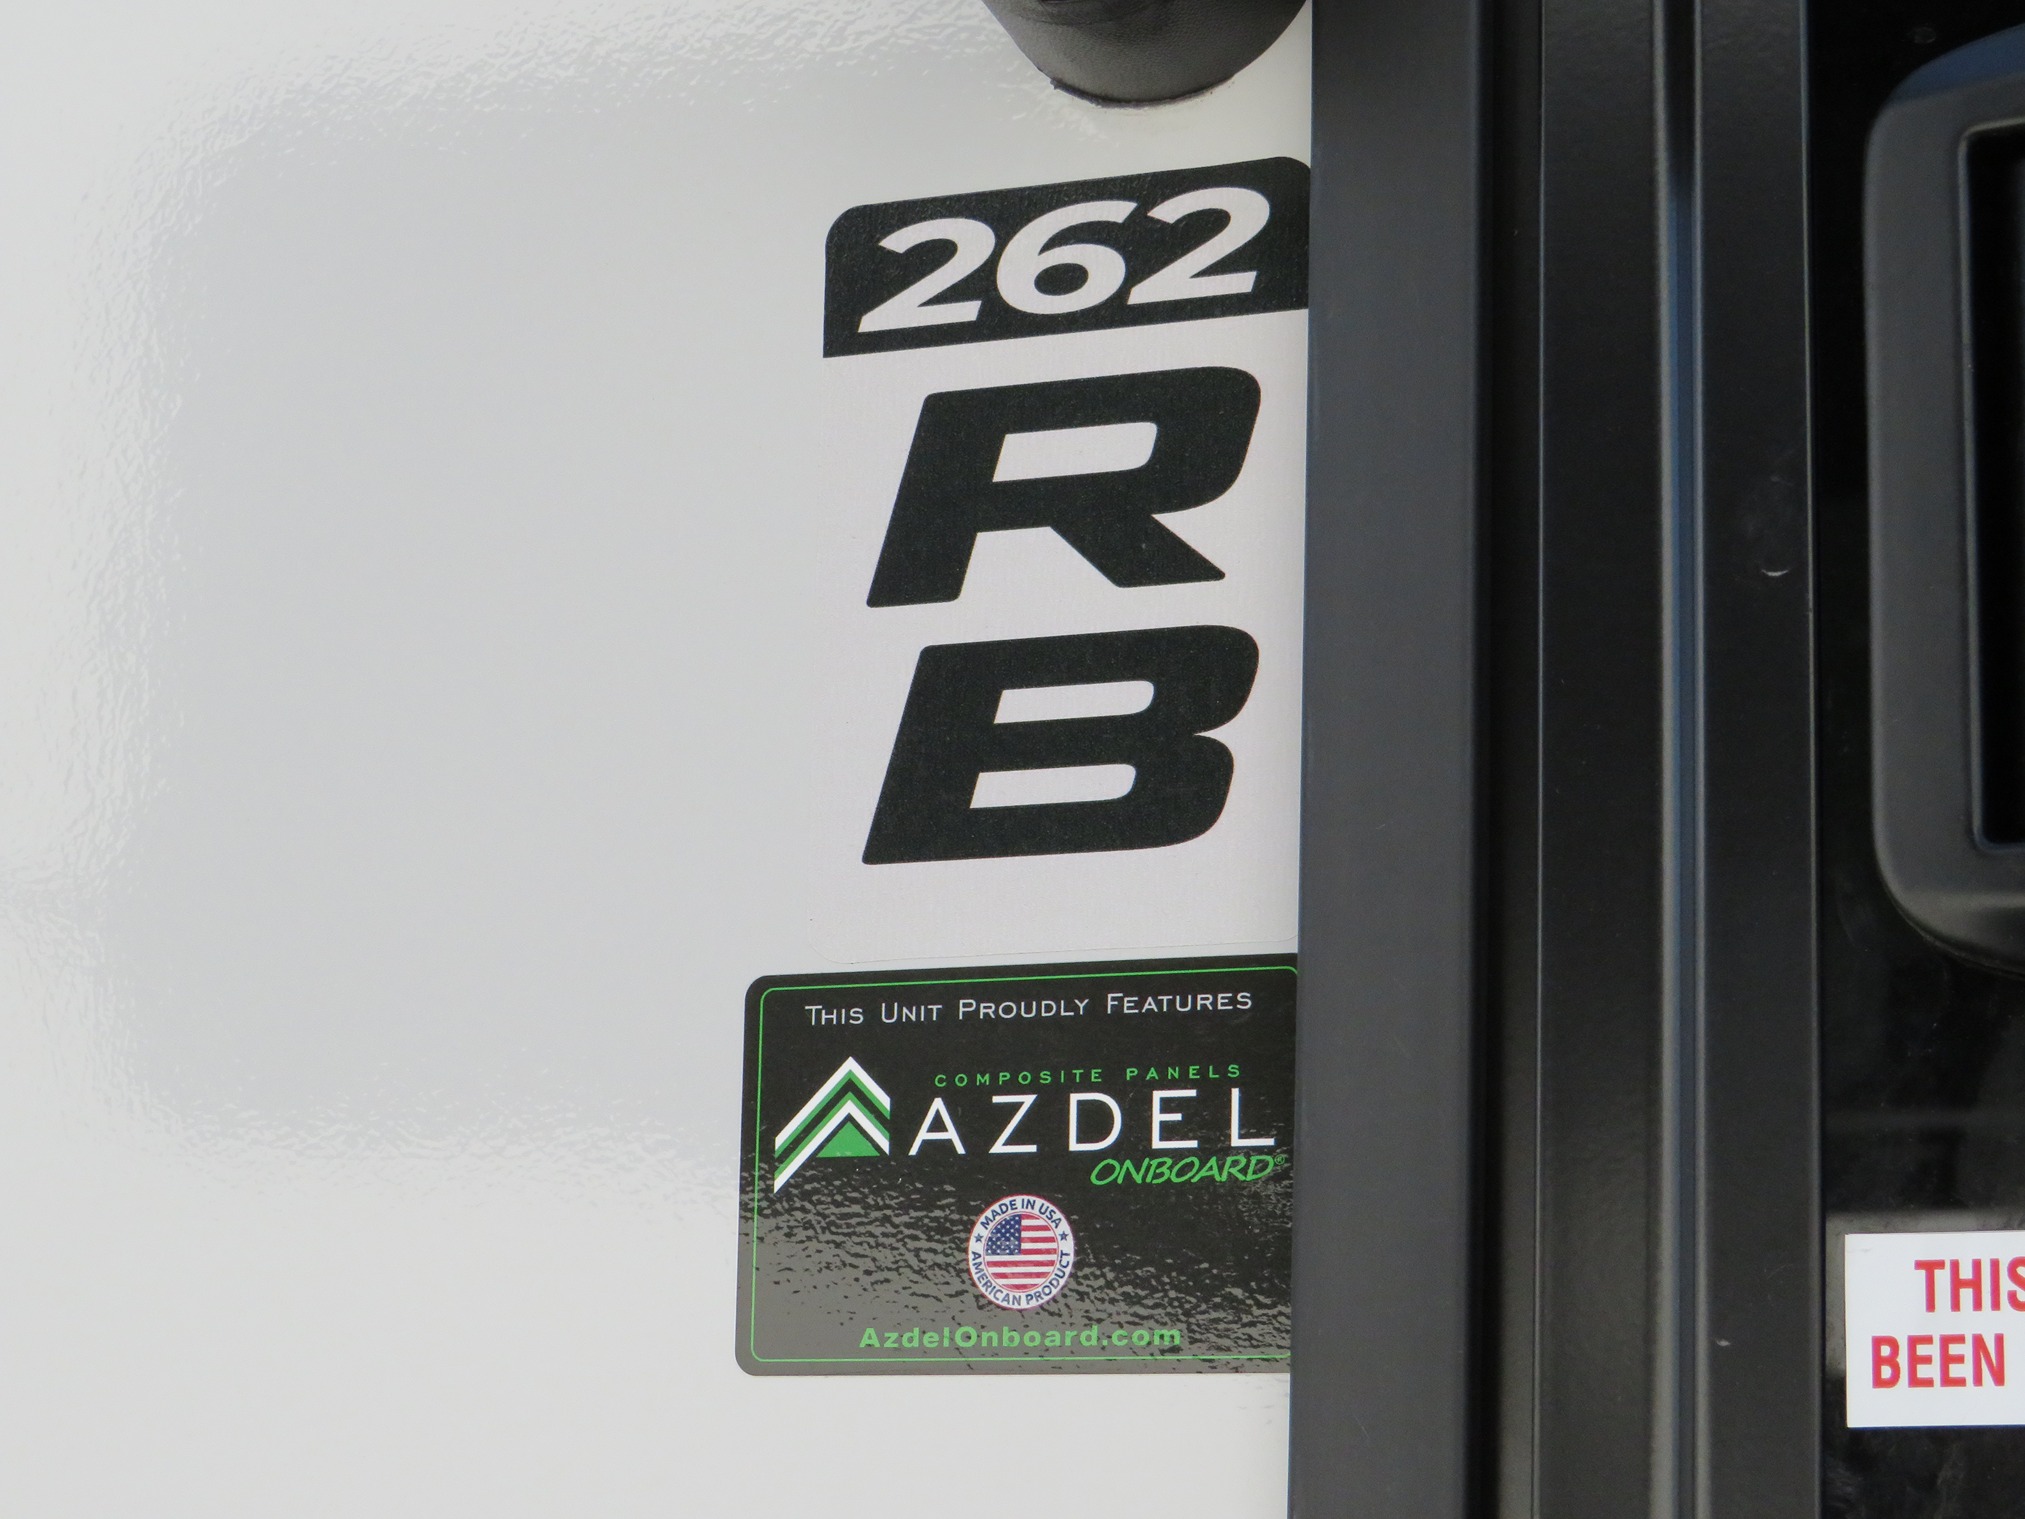 262
R
B
THIS UNIT PROUDLY FEATURES
COMPOSITE PANELS
AZDEL
ONBOARD®
MADE IN USA
AMERICAN PRODUCT
AzdelOnboard.com
THIS
BEEN